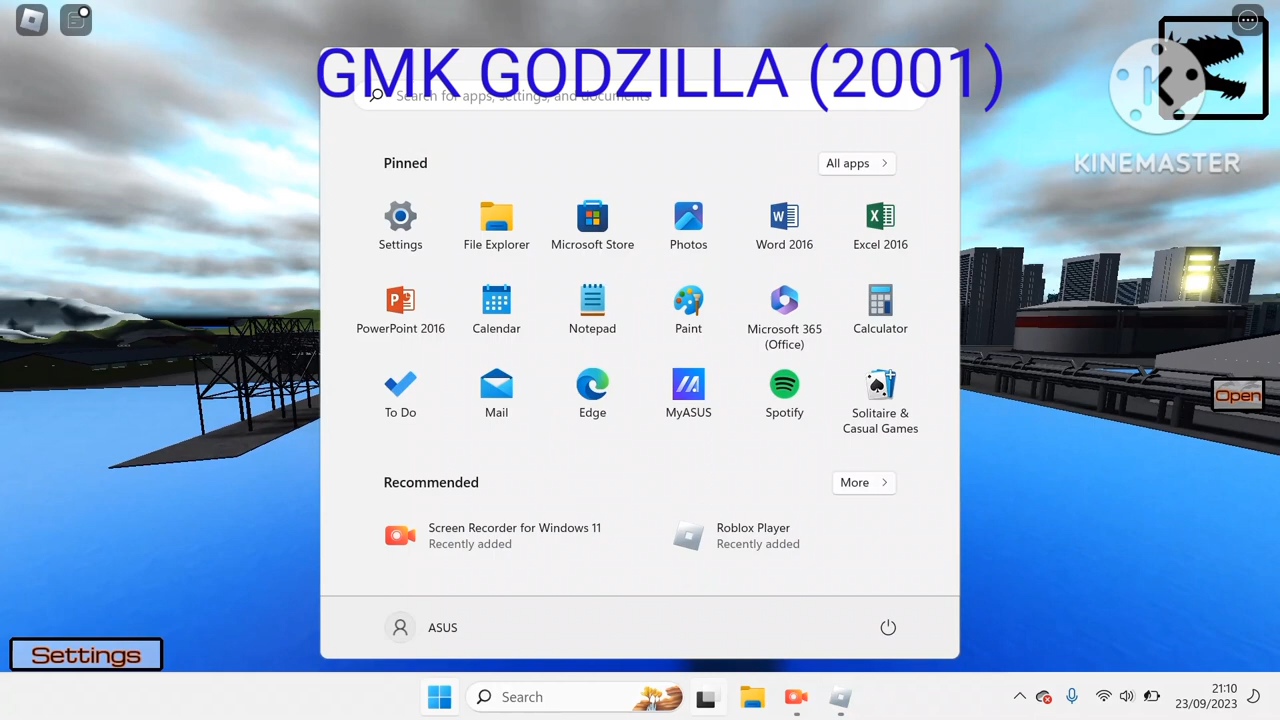 GMK GODZILLA (2001)
Search for apps, settings, and documents
KINEMASTER
Pinned
All apps
Settings
File Explorer
Microsoft Store
Photos
Word 2016
Excel 2016
PowerPoint 2016
Calendar
Notepad
Paint
Microsoft 365
(Office)
Calculator
To Do
Mail
Edge
MyASUS
Spotify
Solitaire &
Casual Games
Open
Recommended
More
Screen Recorder for Windows 11
Recently added
Roblox Player
Recently added
ASUS
Settings
Search
21:10
23/09/2023